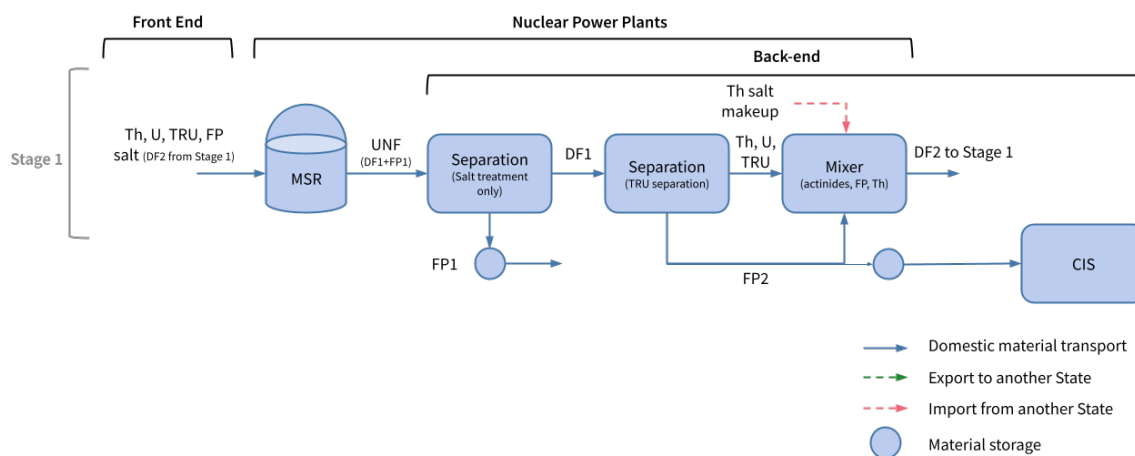 Front End
Nuclear Power Plants
Back-end
Th salt
makeup
Stage 1
Th, U, TRU, FP
salt (DF2 from Stage 1)
MSR
UNF
(DF1+FP1)
Separation
(Salt treatment
only)
DF1
Separation
(TRU separation)
Th, U,
TRU
Mixer
(actinides, FP, Th)
DF2 to Stage 1
FP1
FP2
CIS
Domestic material transport
Export to another State
Import from another State
Material storage